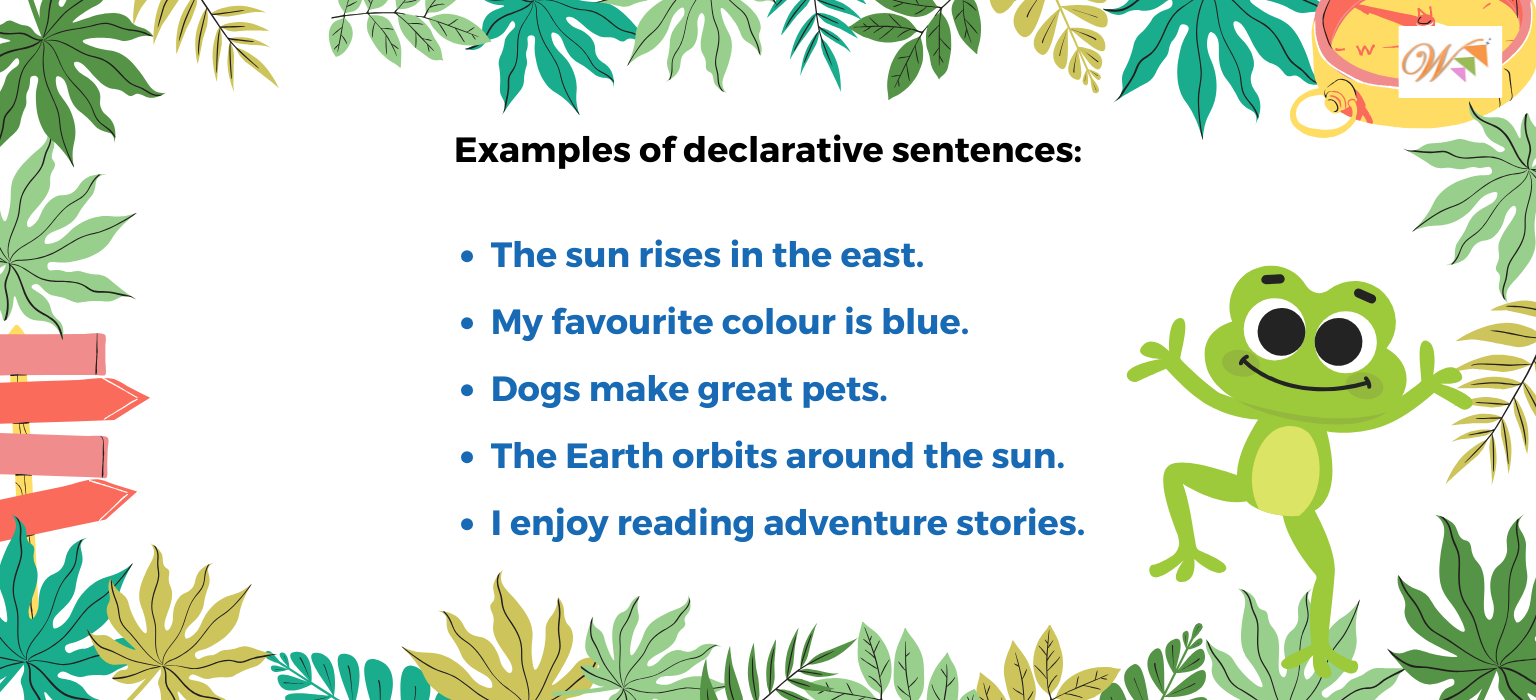 N
W
W
Examples of declarative sentences:
• The sun rises in the east.
• My favourite colour is blue.
• Dogs make great pets.
• The Earth orbits around the sun.
• I enjoy reading adventure stories.